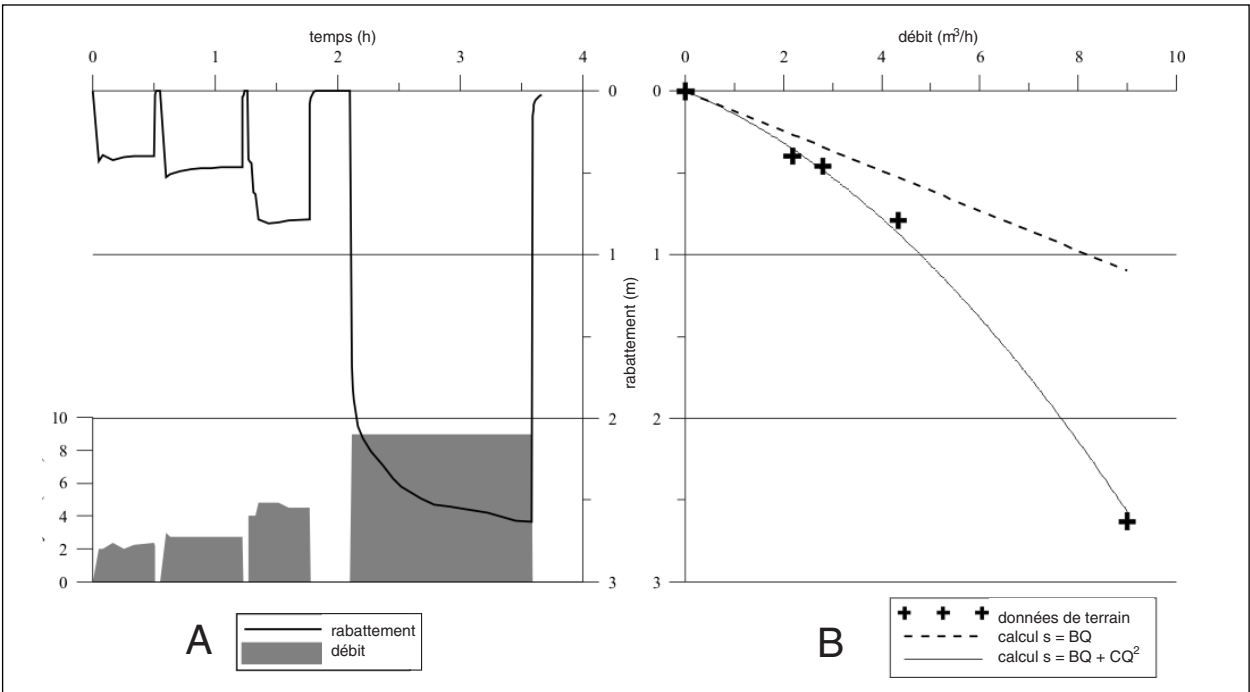 temps (h)
0 1 2 3 4
0
1
2
3
10
8
6
4
2
0
A
rabattement
débit
débit (m³/h)
0 2 4 6 8 10
rabattement (m)
0
1
2
3
B
données de terrain
calcul s = BQ
calcul s = BQ + CQ²